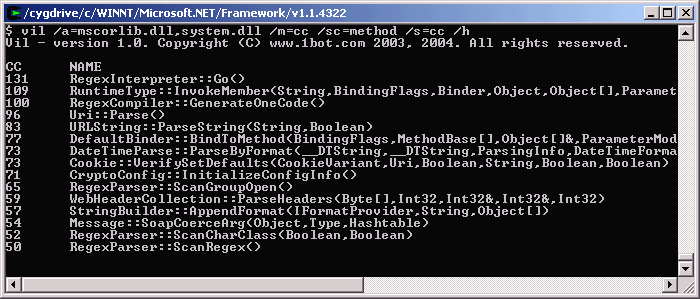 /cygdrive/c/WINNT/Microsoft.NET/Framework/v1.1.4322
$ vil /a=mscorlib.dll,system.dll /m=cc /sc=method /s=cc /h
Vil - version 1.0. Copyright (C) www.1bot.com 2003, 2004. All rights reserved.
CC NAME
131 RegexInterpreter::Go()
109 RuntimeType::InvokeMember(String,BindingFlags,Binder,Object,Object[],Paramet
100 RegexCompiler::GenerateOneCode()
96 Uri::Parse()
83 URLString::ParseString(String,Boolean)
77 DefaultBinder::BindToMethod(BindingFlags,MethodBase[],Object[]&,ParameterMod
73 DateTimeParse::ParseByFormat(__DTString,__DTString,ParsingInfo,DateTimeForma
73 Cookie::VerifySetDefaults(CookieVariant,Uri,Boolean,String,Boolean,Boolean)
71 CryptoConfig::InitializeConfigInfo()
65 RegexParser::ScanGroupOpen()
59 WebHeaderCollection::ParseHeaders(Byte[],Int32,Int32&,Int32&,Int32)
57 StringBuilder::AppendFormat(IFormatProvider,String,Object[])
54 Message::SoapCoerceArg(Object,Type,Hashtable)
52 RegexParser::ScanCharClass(Boolean,Boolean)
50 RegexParser::ScanRegex()